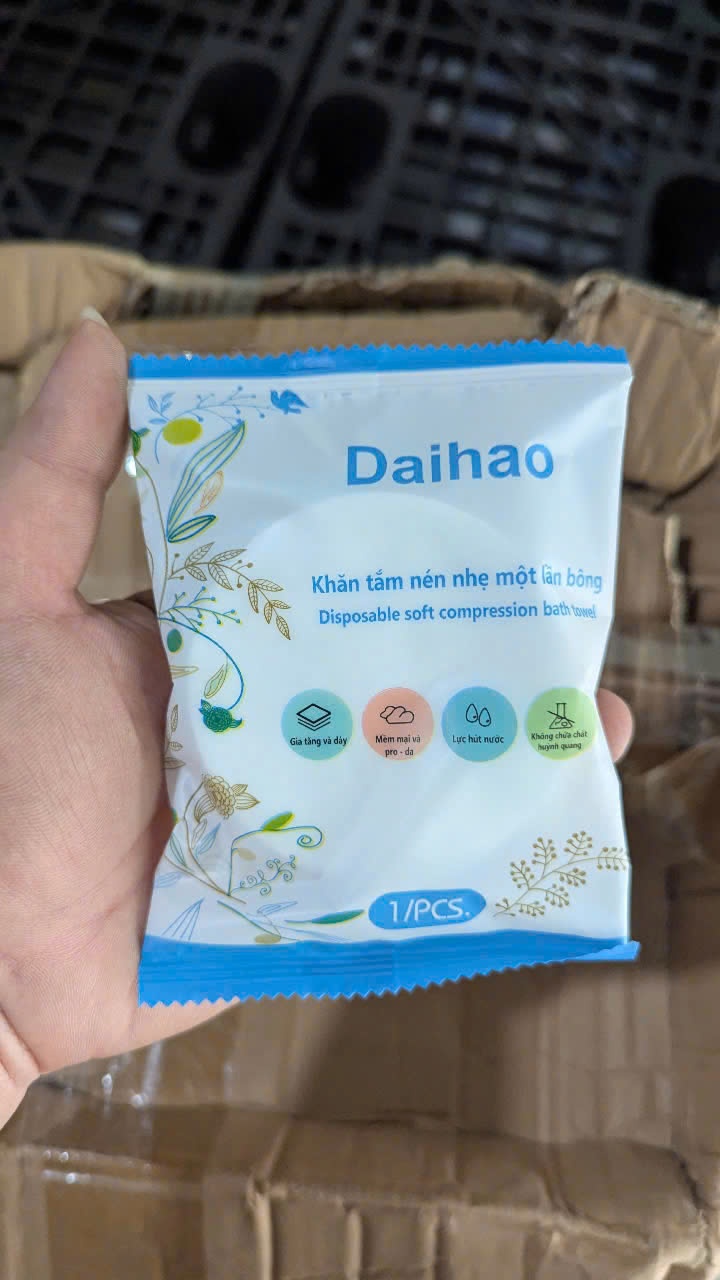 Daihao
Khăn tắm nén nhẹ một lần bông
Disposable soft compression bath towel
Gia tăng và dày
Mềm mại và
pro - da
Lực hút nước
Không chứa chất
huỳnh quang
1/PCS.